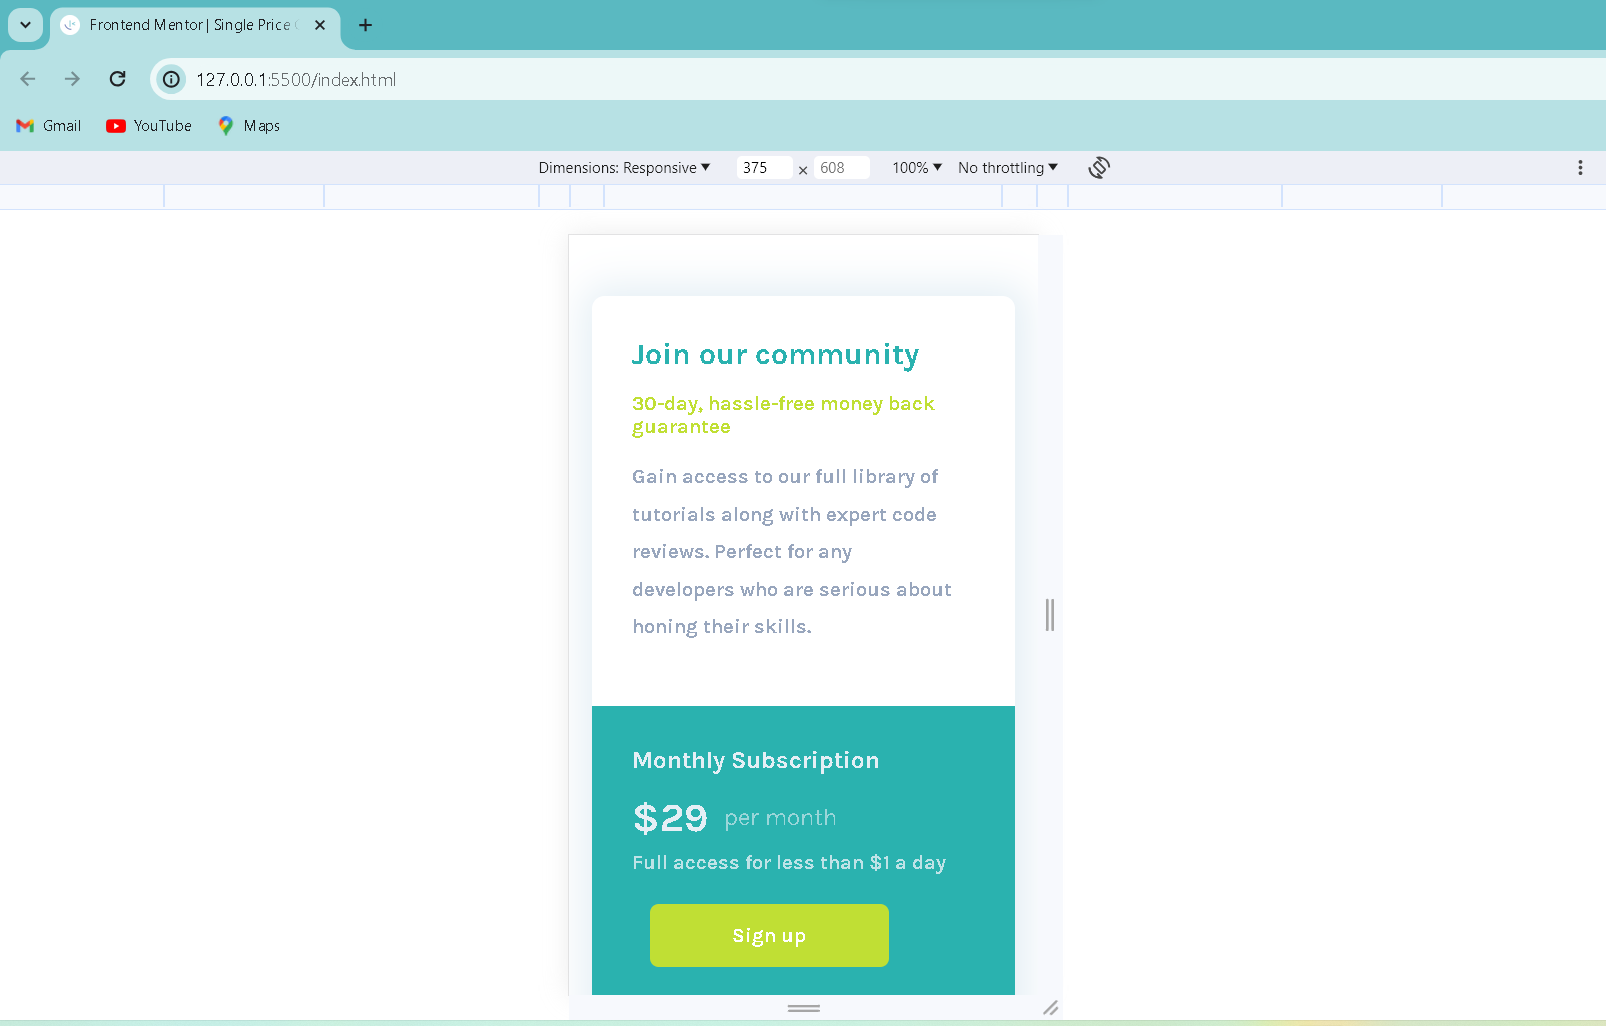 Frontend Mentor | Single Price
127.0.0.1:5500/index.html
Gmail YouTube Maps
Dimensions: Responsive 375 × 608 100% No throttling
Join our community
30-day, hassle-free money back
guarantee
Gain access to our full library of
tutorials along with expert code
reviews. Perfect for any
developers who are serious about
honing their skills.
Monthly Subscription
$29 per month
Full access for less than $1 a day
Sign up